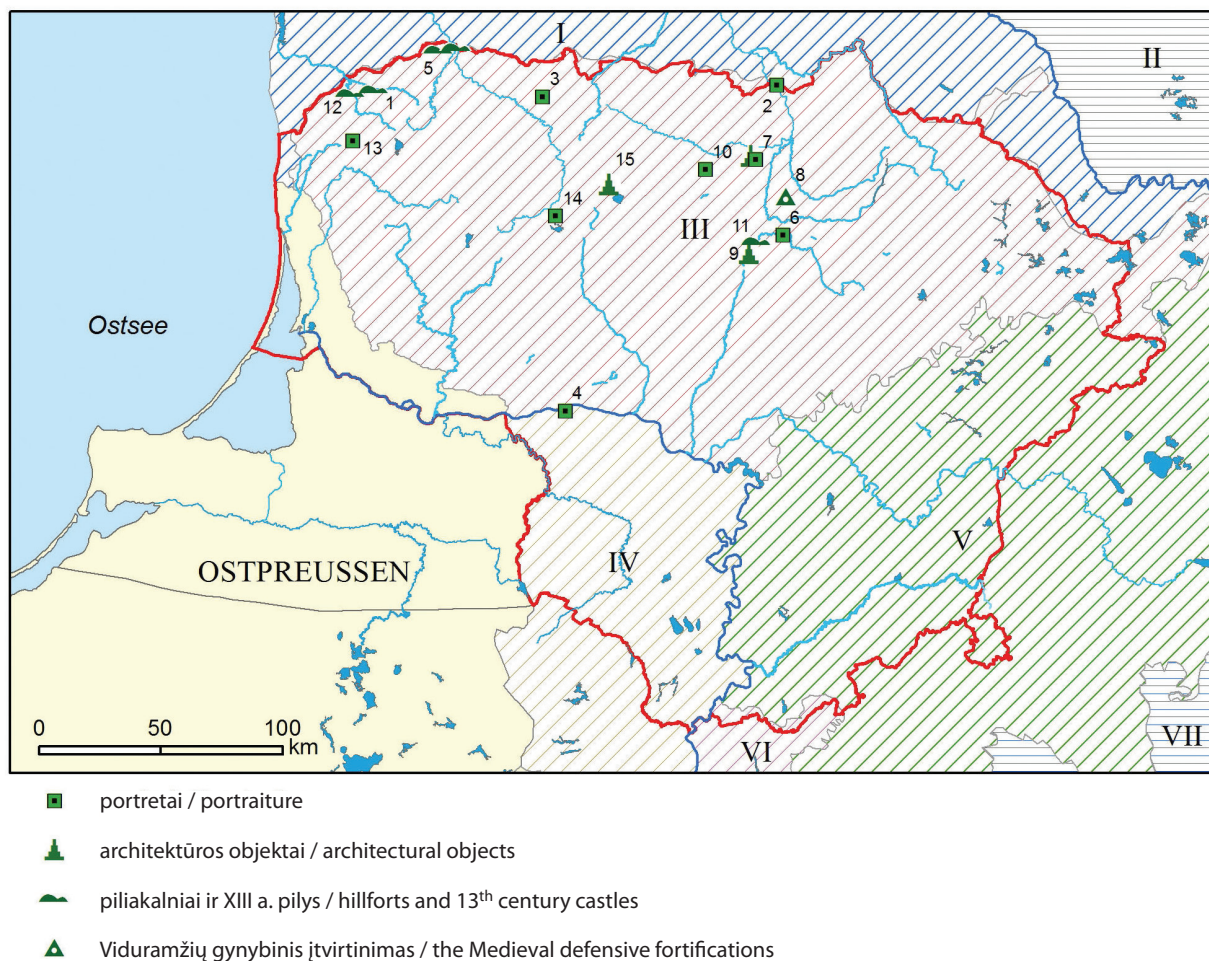 I
II
5
3
2
12
1
13
7
10
15
8
14
III
11
6
9
Ostsee
4
V
IV
OSTPREUSSEN
0 50 100
km
VI
VII
portretai / portraiture
architektūros objektai / architectural objects
piliakalniai ir XIII a. pilys / hillforts and 13th century castles
Viduramžių gynybinis įtvirtinimas / the Medieval defensive fortifications